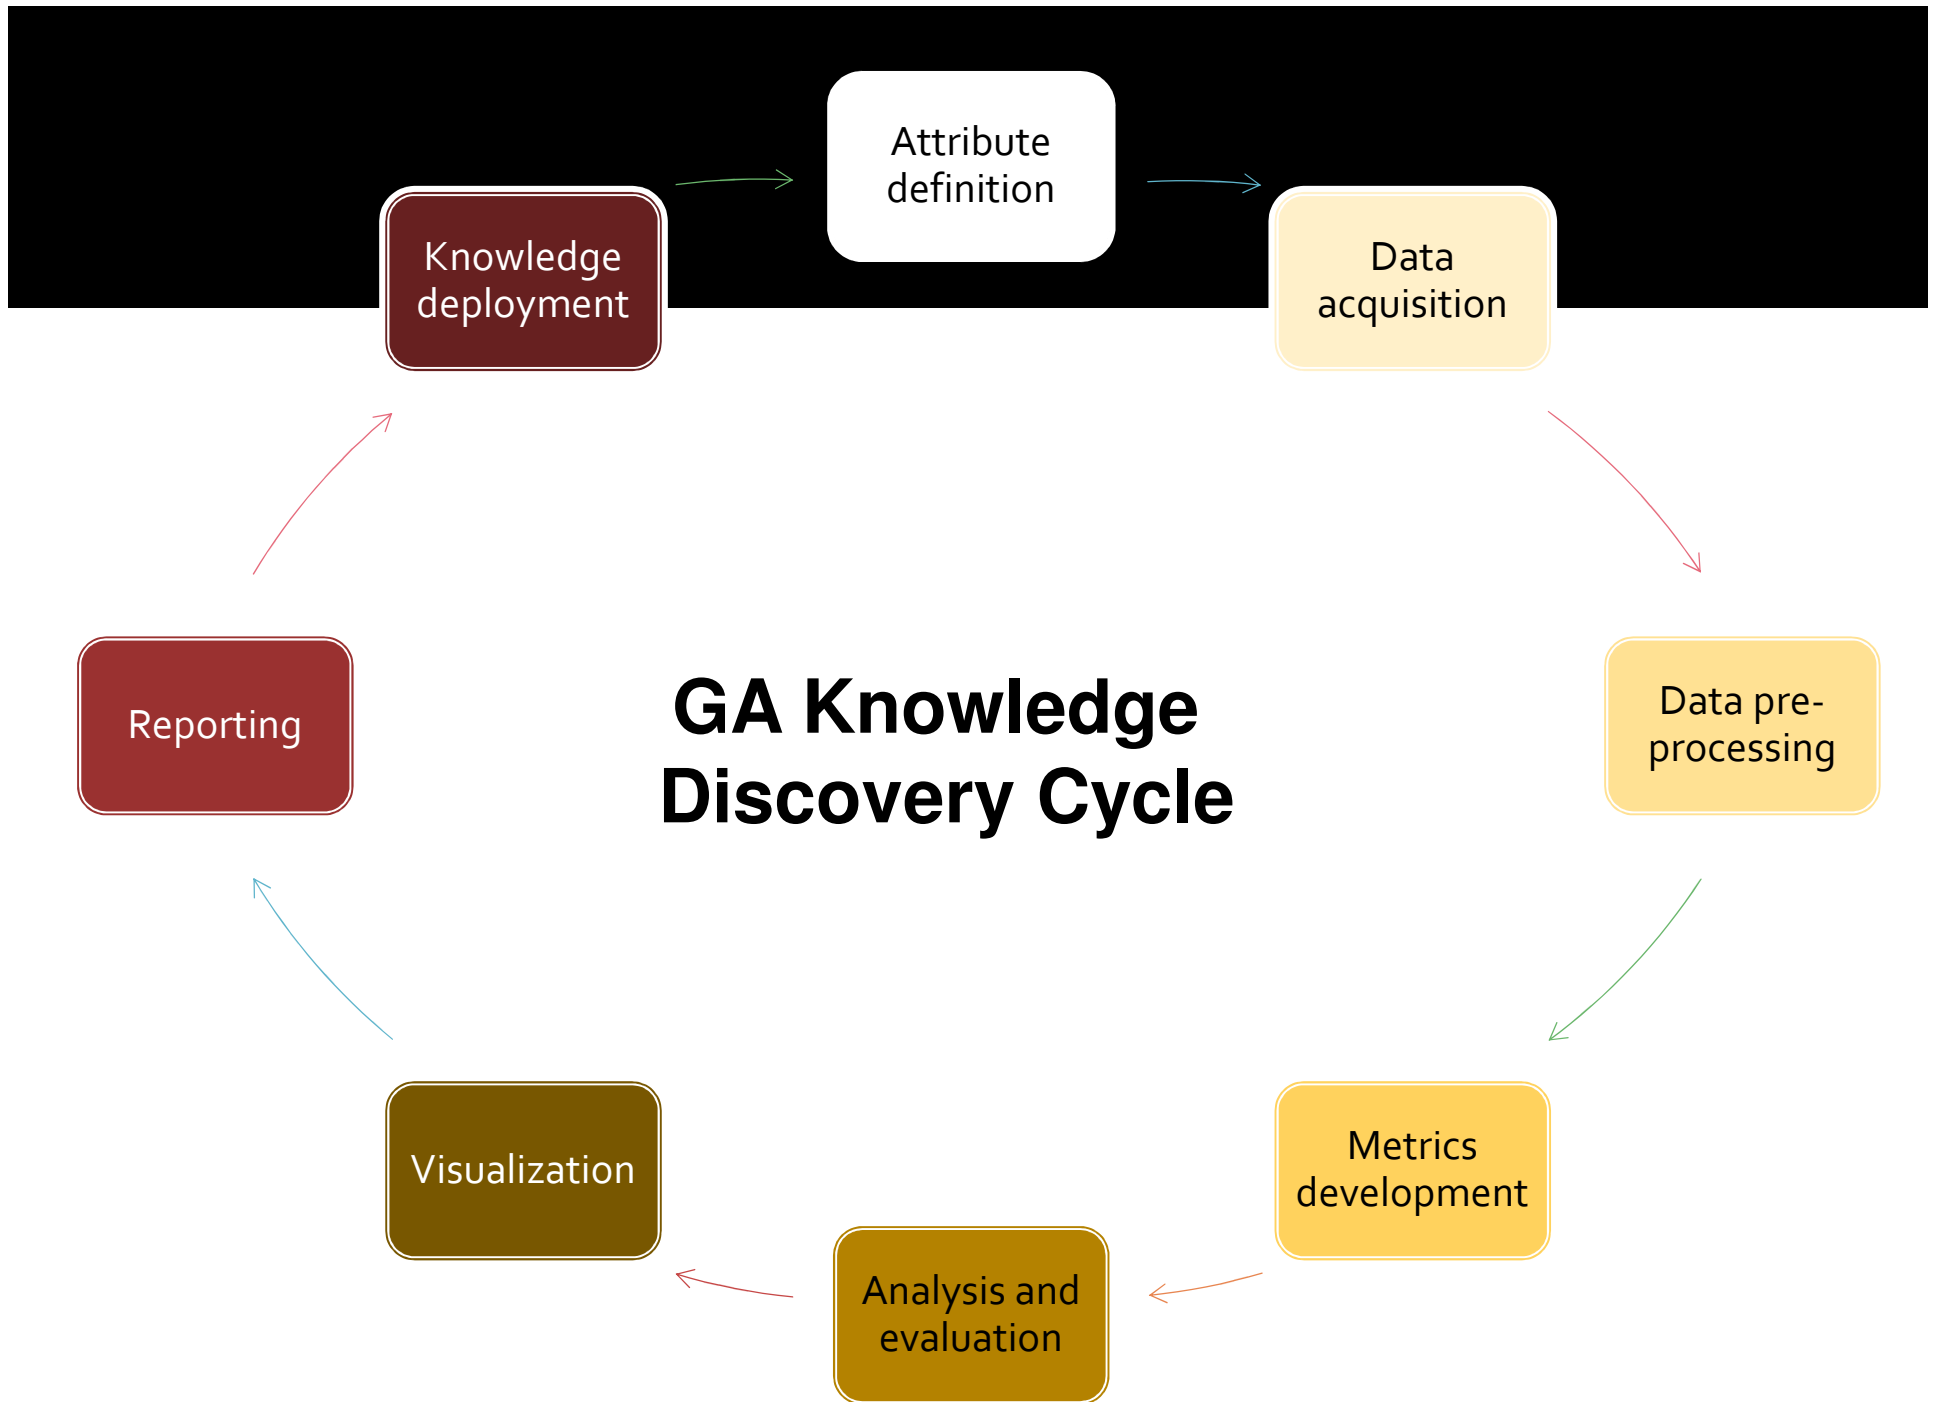 Attribute
definition
Knowledge
deployment
Data
acquisition
Reporting
GA Knowledge
Discovery Cycle
Data pre-
processing
Visualization
Metrics
development
Analysis and
evaluation